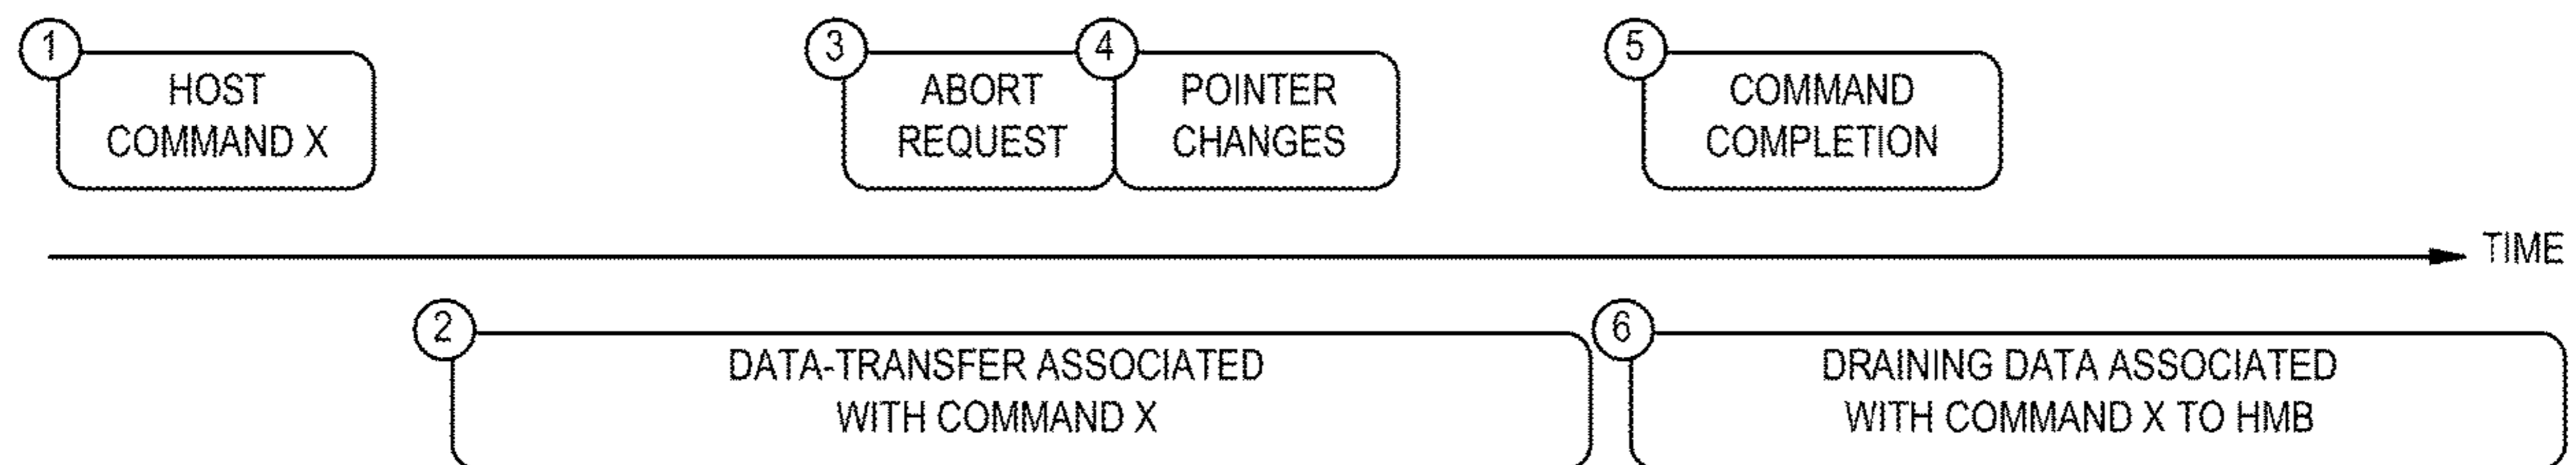 1
HOST
COMMAND X
3
ABORT
REQUEST
4
POINTER
CHANGES
5
COMMAND
COMPLETION
TIME
2
DATA-TRANSFER ASSOCIATED
WITH COMMAND X
6
DRAINING DATA ASSOCIATED
WITH COMMAND X TO HMB